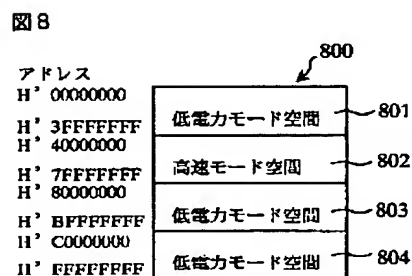 図8
800
アドレス
H' 00000000
低電力モード空間 801
H' 3FFFFFFF
H' 40000000
高速モード空間 802
H' 7FFFFFFF
H' 80000000
低電力モード空間 803
H' BFFFFFFF
H' C0000000
低電力モード空間 804
H' FFFFFFFF